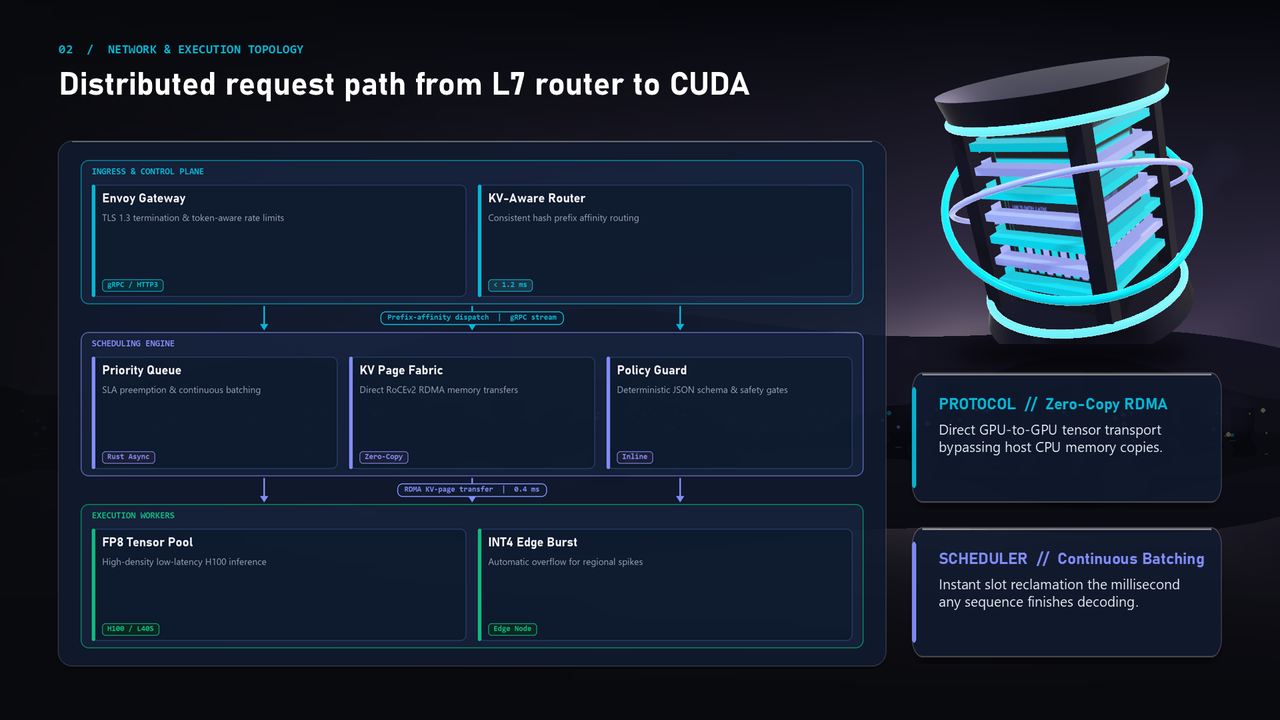 02 / NETWORK & EXECUTION TOPOLOGY
Distributed request path from L7 router to CUDA
INGRESS & CONTROL PLANE
Envoy Gateway
TLS 1.3 termination & token-aware rate limits
gRPC / HTTP3
KV-Aware Router
Consistent hash prefix affinity routing
< 1.2 ms
Prefix-affinity dispatch | gRPC stream
SCHEDULING ENGINE
Priority Queue
SLA preemption & continuous batching
Rust Async
KV Page Fabric
Direct RoCEv2 RDMA memory transfers
Zero-Copy
Policy Guard
Deterministic JSON schema & safety gates
Inline
RDMA KV-page transfer | 0.4 ms
EXECUTION WORKERS
FP8 Tensor Pool
High-density low-latency H100 inference
H100 / L40S
INT4 Edge Burst
Automatic overflow for regional spikes
Edge Node
PROTOCOL // Zero-Copy RDMA
Direct GPU-to-GPU tensor transport
bypassing host CPU memory copies.
SCHEDULER // Continuous Batching
Instant slot reclamation the millisecond
any sequence finishes decoding.